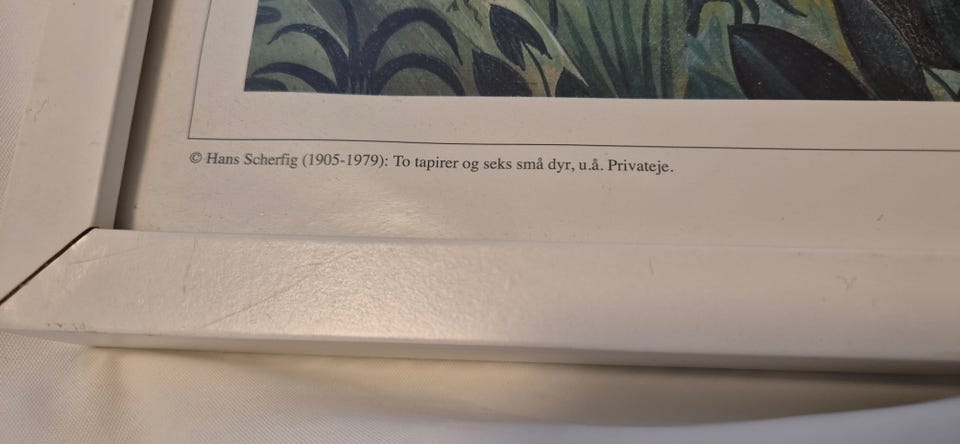 © Hans Scherfig (1905-1979): To tapirer og seks små dyr, u.å. Privateje.